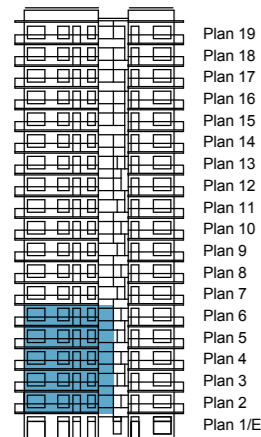 Plan 19
Plan 18
Plan 17
Plan 16
Plan 15
Plan 14
Plan 13
Plan 12
Plan 11
Plan 10
Plan 9
Plan 8
Plan 7
Plan 6
Plan 5
Plan 4
Plan 3
Plan 2
Plan 1/E